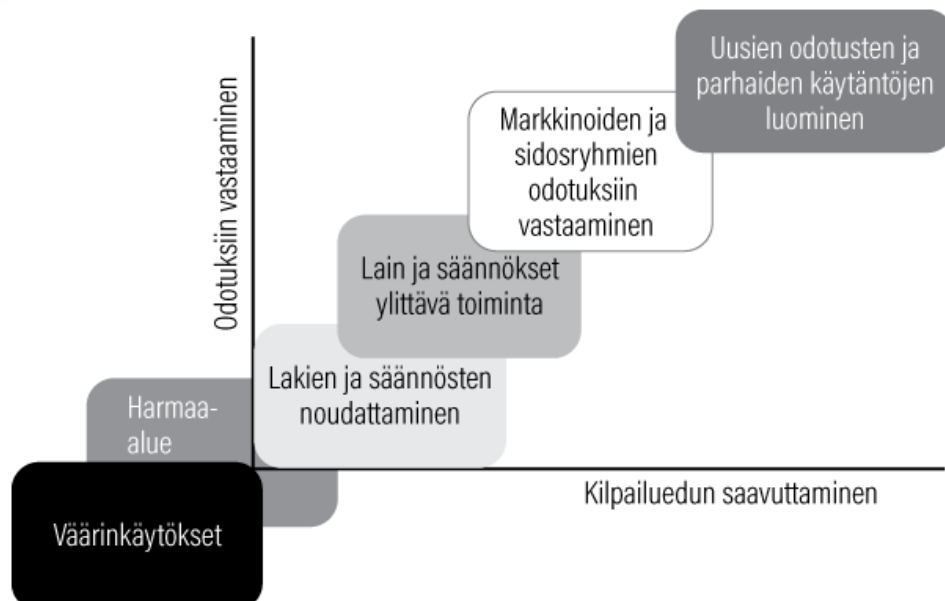 Uusien odotusten ja
parhaiden käytäntöjen
luominen
Markkinoiden ja
sidosryhmien
odotuksiin
vastaaminen
Odotuksiin vastaaminen
Lain ja säännökset
ylittävä toiminta
Lakien ja säännösten
noudattaminen
Harmaa-
alue
Kilpailuedun saavuttaminen
Väärinkäytökset